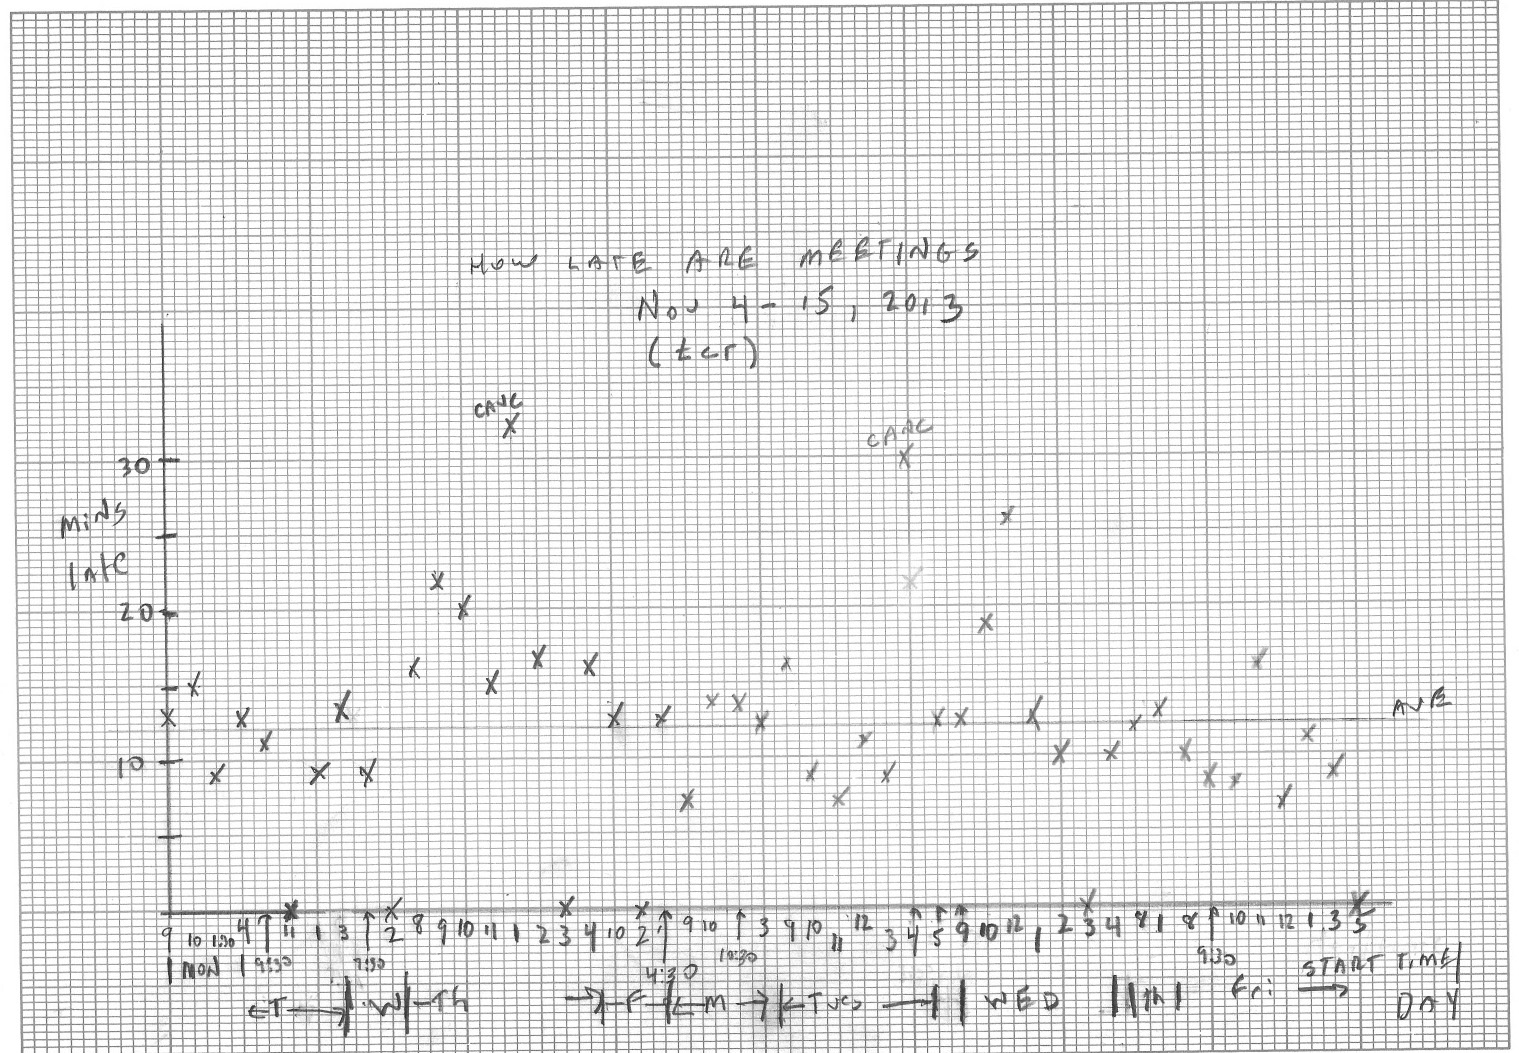 HOW LATE ARE MEETINGS
Nov 4-15, 2013
(tcr)
CANC
CANC
30
MINS
LATE
20
AVE
10
9 10 1:30 4 ↑ 11 1 3 ↑ 2 8 9 10 11 1 2 3 4 10 2 ↑ 9 10 ↑ 3 9 10 11 12 3 4 5 9 10 12 1 2 3 4 8 1 8 ↑ 10 11 12 1 3 5
9:30 7:30 4:30 10:30 9:30
MON
START TIME/
←T→ W Th → F ←M→ ←Tues→ WED Th Fri → DAY